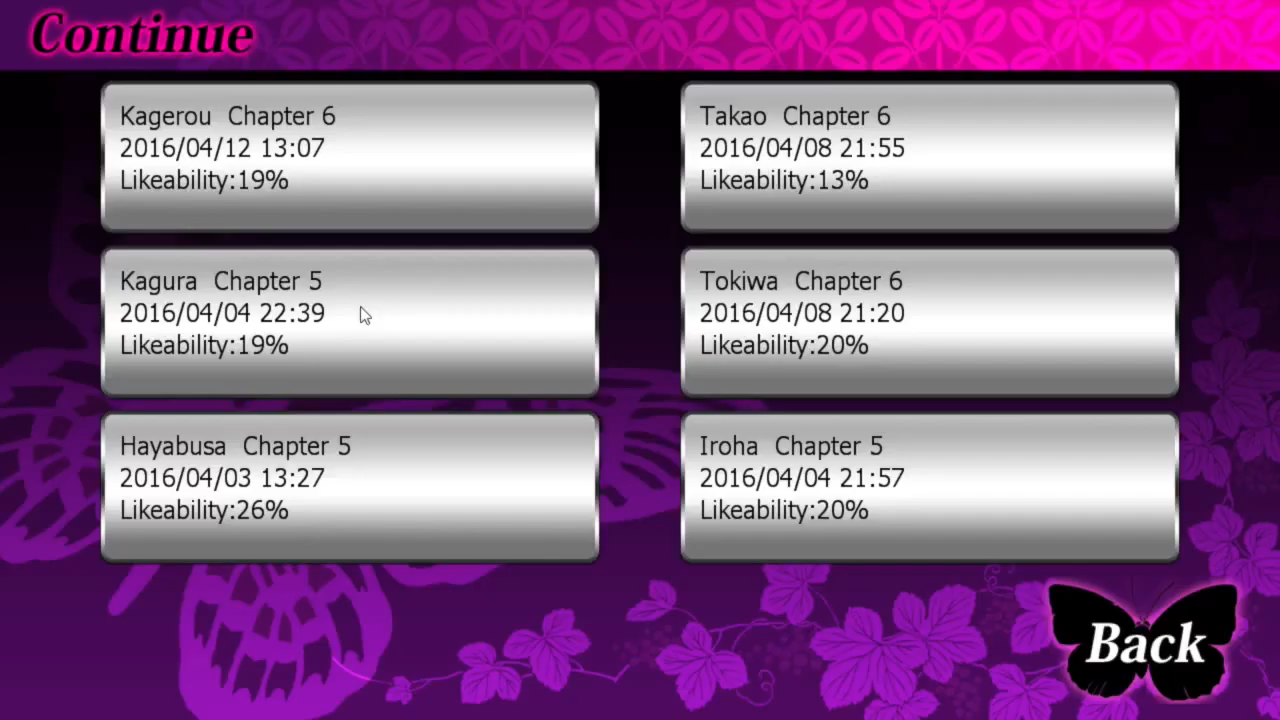 Continue
Kagerou Chapter 6
2016/04/12 13:07
Likeability:19%
Takao Chapter 6
2016/04/08 21:55
Likeability:13%
Kagura Chapter 5
2016/04/04 22:39
Likeability:19%
Tokiwa Chapter 6
2016/04/08 21:20
Likeability:20%
Hayabusa Chapter 5
2016/04/03 13:27
Likeability:26%
Iroha Chapter 5
2016/04/04 21:57
Likeability:20%
Back